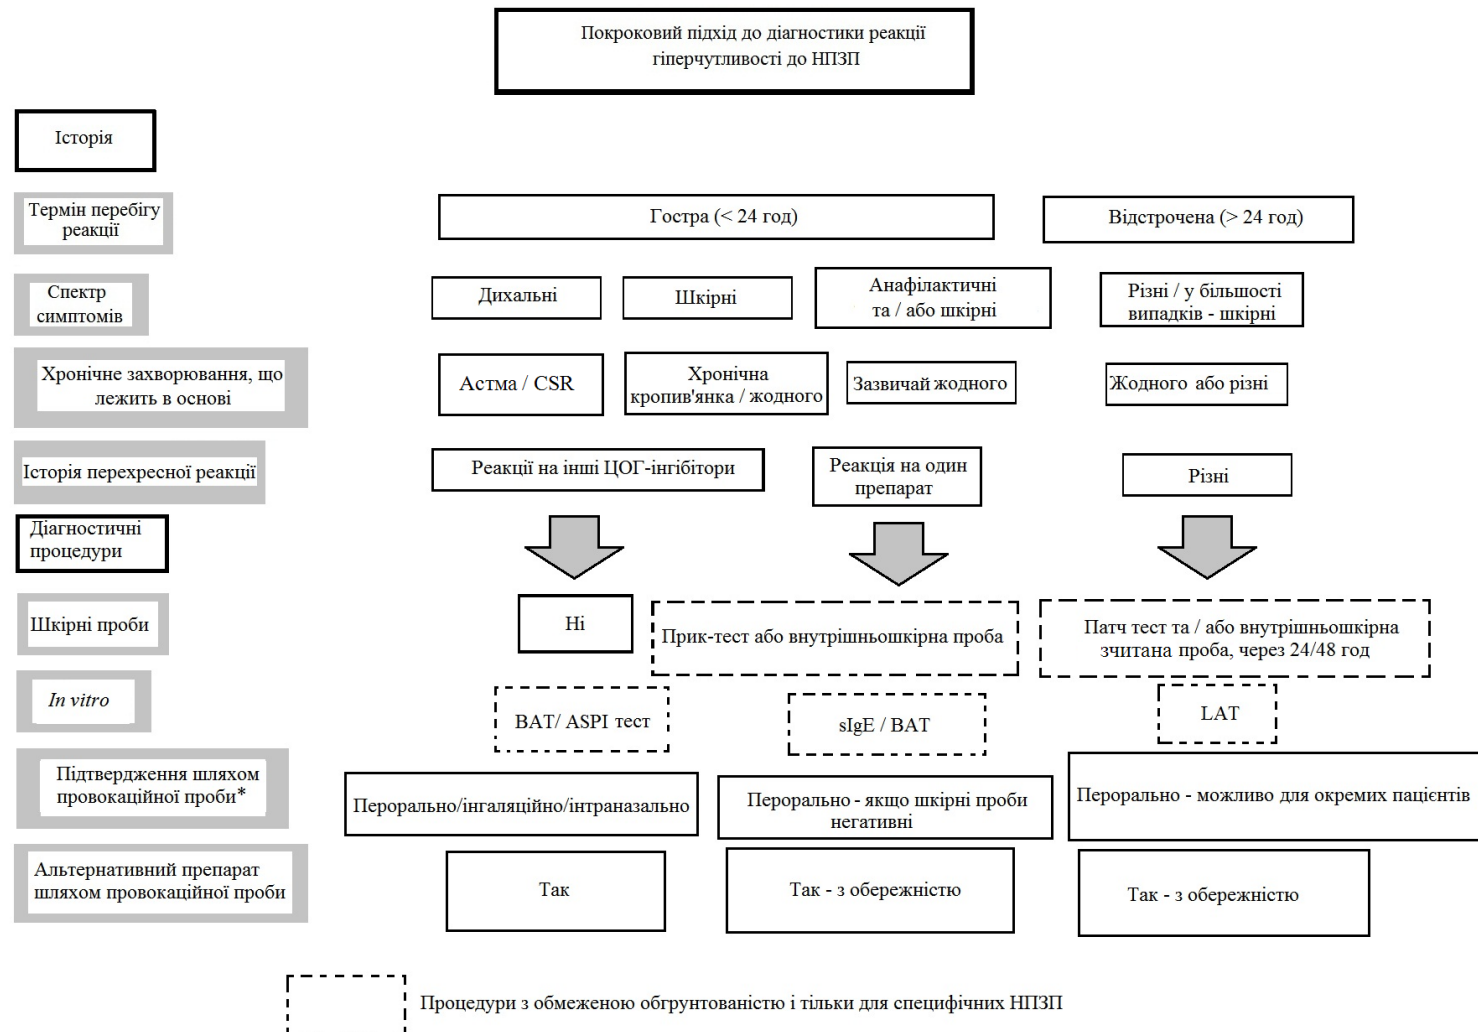 Покроковий підхід до діагностики реакції
гіперчутливості до НПЗП
Історія
Термін перебігу
реакції
Гостра (< 24 год)
Відстрочена (> 24 год)
Спектр
симптомів
Дихальні
Шкірні
Анафілактичні
та / або шкірні
Різні / у більшості
випадків - шкірні
Хронічне захворювання, що
лежить в основі
Астма / CSR
Хронічна
кропив'янка / жодного
Зазвичай жодного
Жодного або різні
Історія перехресної реакції
Реакції на інші ЦОГ-інгібітори
Реакція на один
препарат
Різні
Діагностичні
процедури
Шкірні проби
Ні
Прик-тест або внутрішньошкірна проба
Патч тест та / або внутрішньошкірна
зчитана проба, через 24/48 год
In vitro
BAT/ ASPI тест
sIgE / BAT
LAT
Підтвердження шляхом
провокаційної проби*
Перорально/інгаляційно/інтраназально
Перорально - якщо шкірні проби
негативні
Перорально - можливо для окремих пацієнтів
Альтернативний препарат
шляхом провокаційної проби
Так
Так - з обережністю
Так - з обережністю
Процедури з обмеженою обгрунтованістю і тільки для специфічних НПЗП